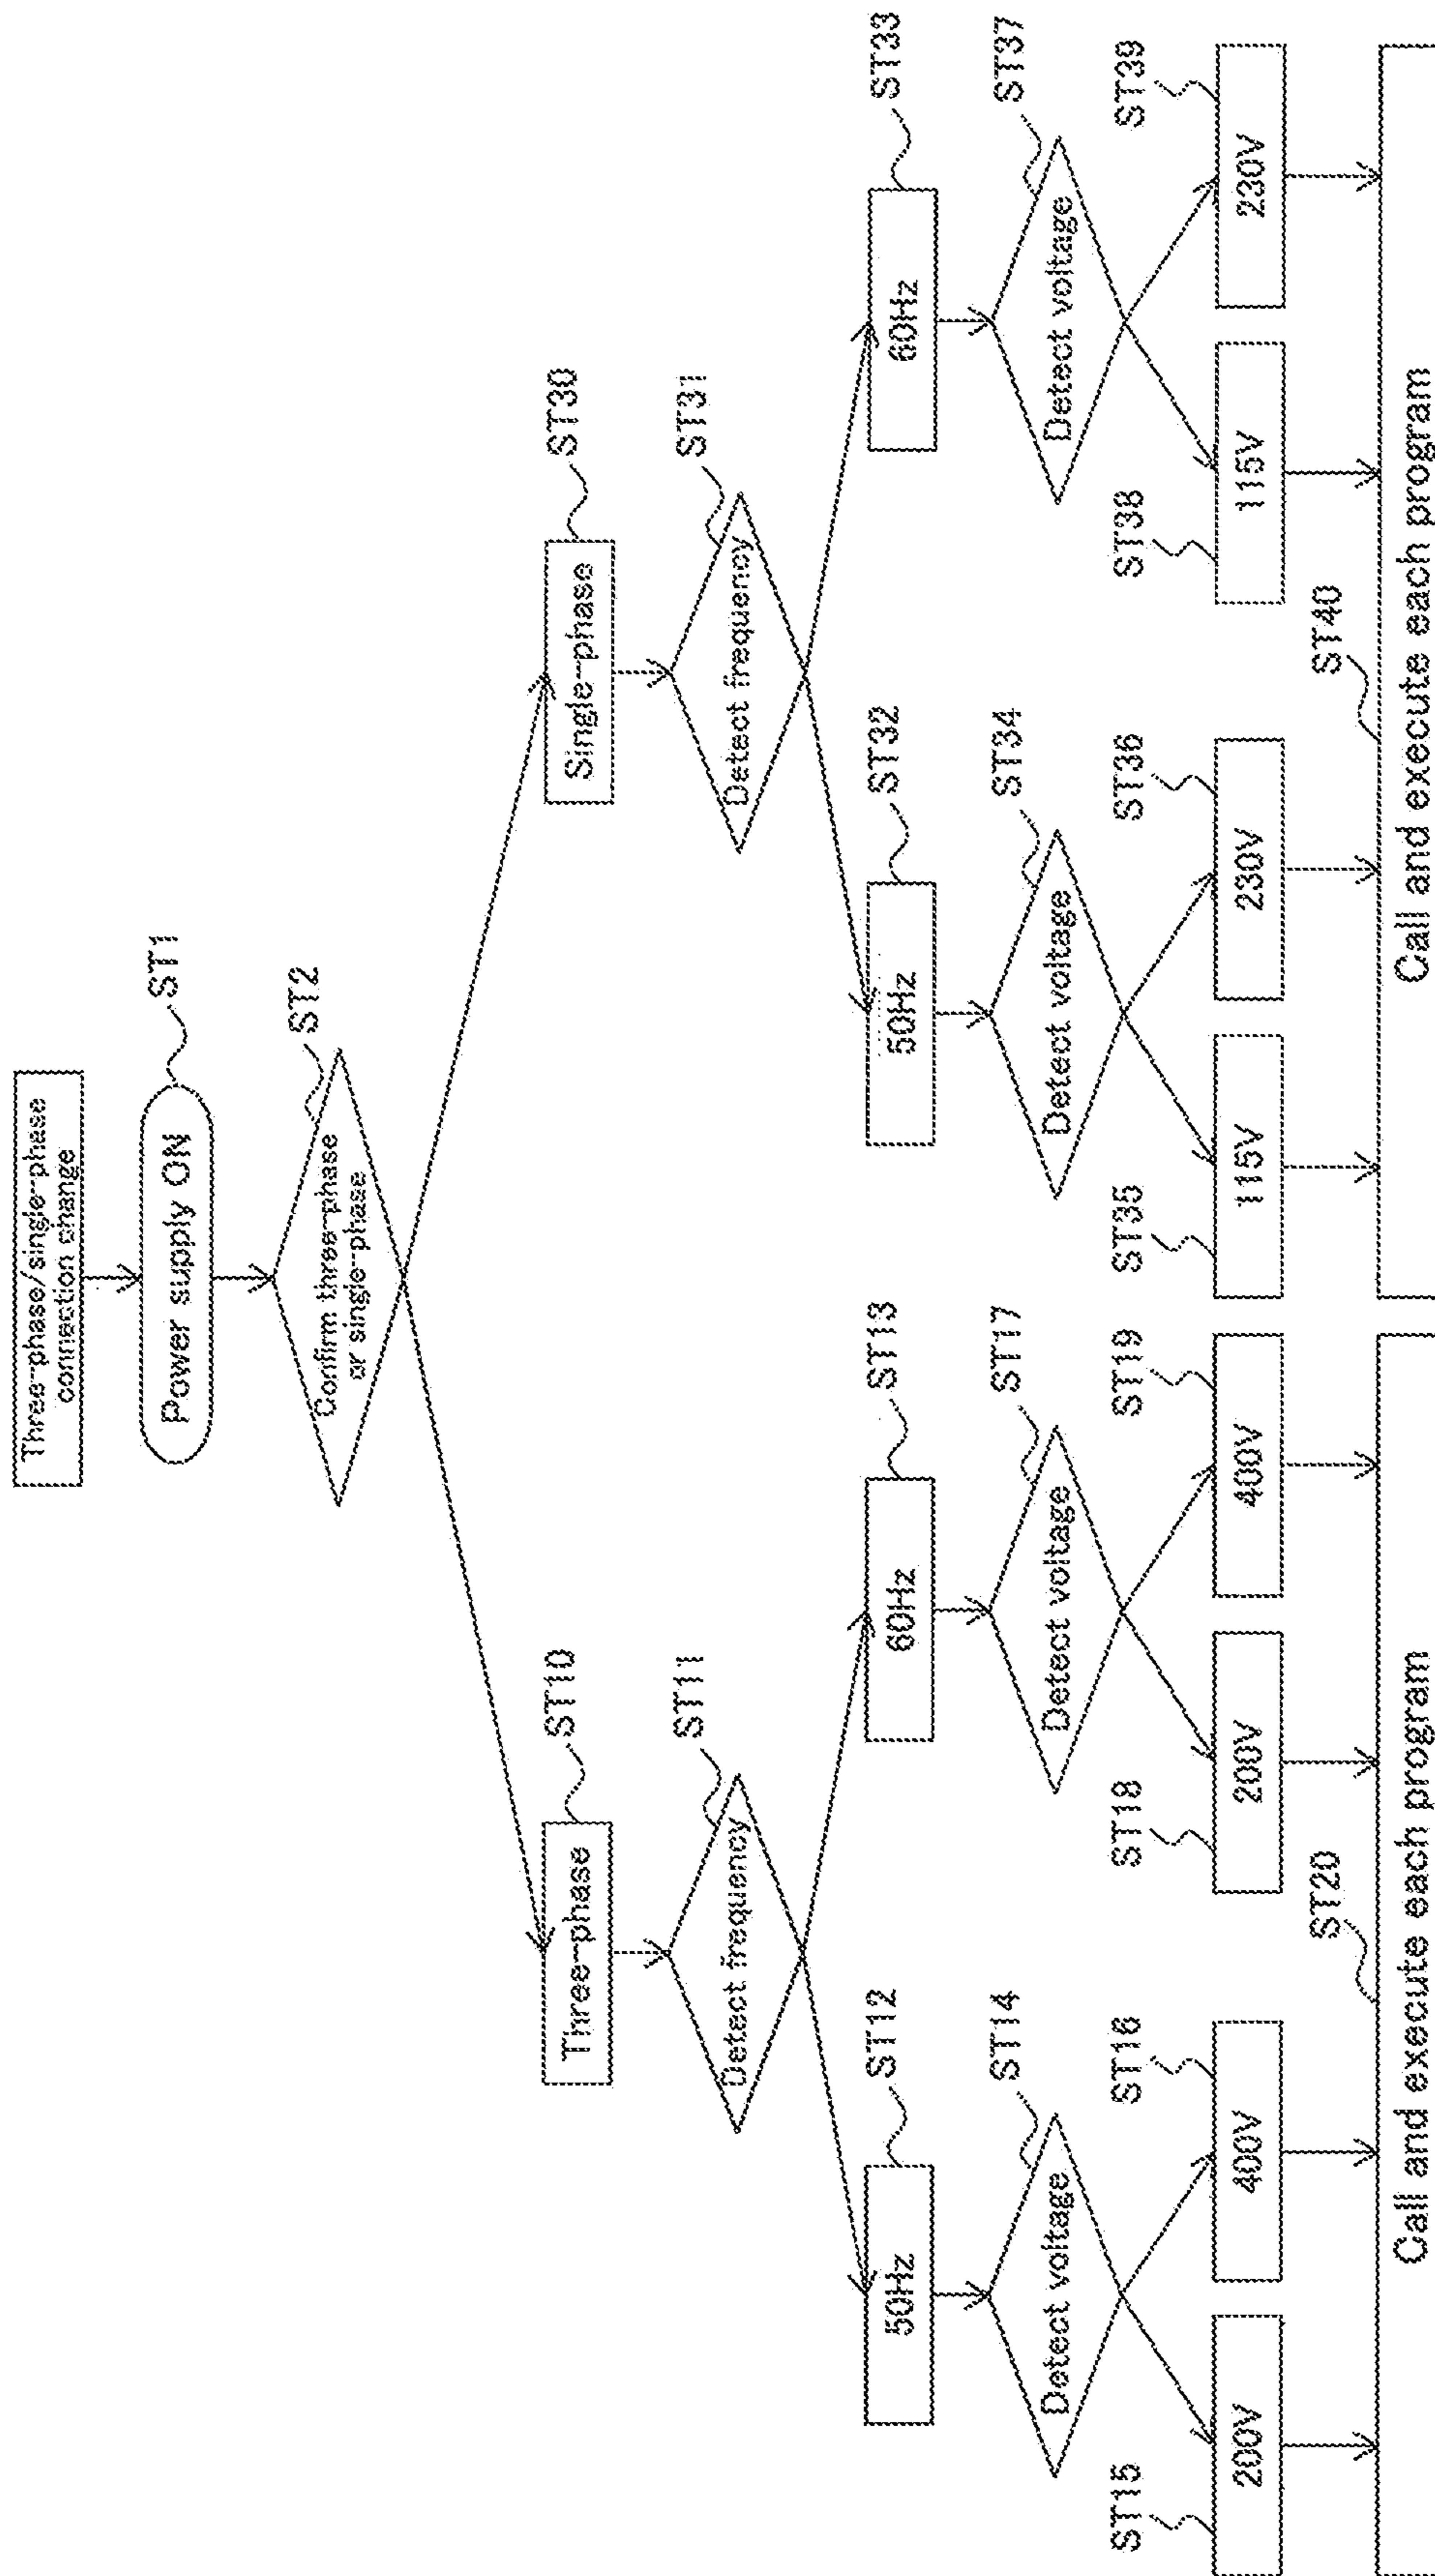 Three-phase/single-phase
connection change
Power supply ON
ST1
Confirm three-phase
or single-phase
ST2
Three-phase
ST10
Single-phase
ST30
Detect frequency
ST11
Detect frequency
ST31
50Hz
ST12
60Hz
ST13
50Hz
ST32
60Hz
ST33
Detect voltage
ST14
Detect voltage
ST17
Detect voltage
ST34
Detect voltage
ST37
ST15
200V
ST16
400V
ST18
200V
ST19
400V
ST35
115V
ST36
230V
ST38
115V
ST39
230V
ST20
Call and execute each program
ST40
Call and execute each program